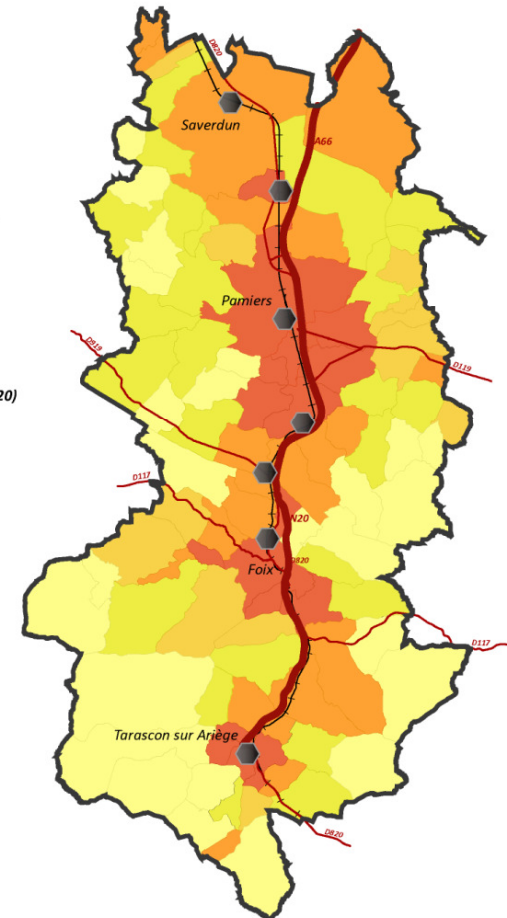 D820
Saverdun
A66
Pamiers
D919
D119
20)
D117
N20
D820
Foix
D117
Tarascon sur Ariège
D820